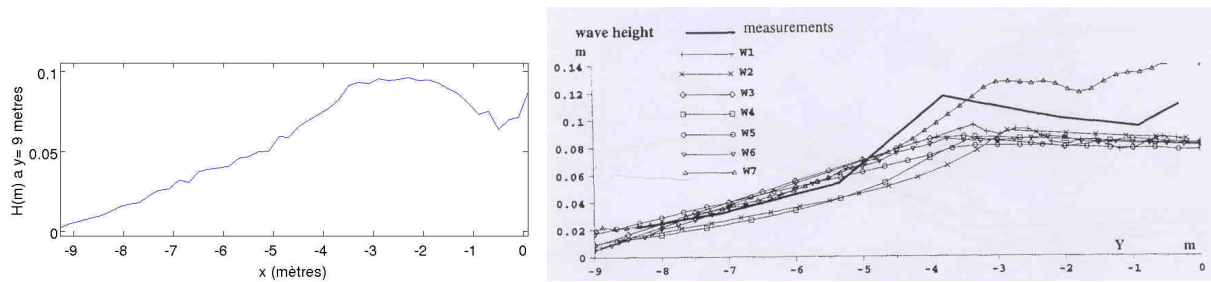 H(m) a y= 9 metres
0.1
0.05
0
-9 -8 -7 -6 -5 -4 -3 -2 -1 0
x (mètres)
wave height measurements
m
W1
W2
W3
W4
W5
W6
W7
0.14
0.12
0.1
0.08
0.06
0.04
0.02
0
Y m
-9 -8 -7 -6 -5 -4 -3 -2 -1 0